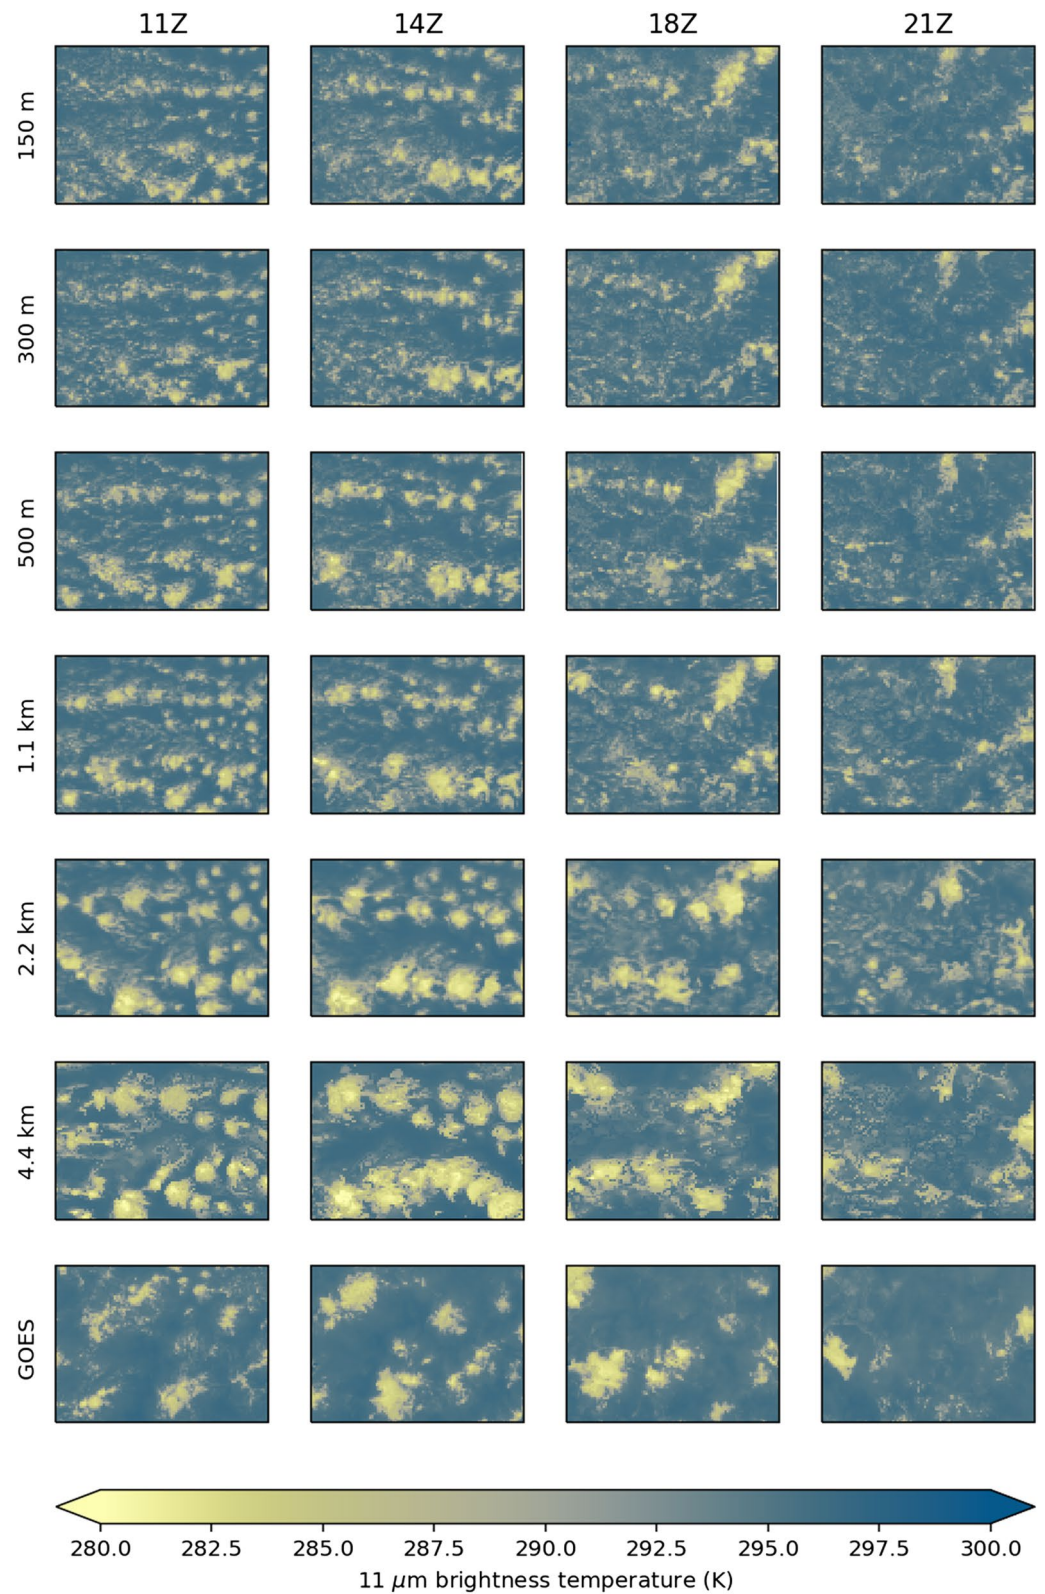 11Z 14Z 18Z 21Z
150 m
300 m
500 m
1.1 km
2.2 km
4.4 km
GOES
280.0 282.5 285.0 287.5 290.0 292.5 295.0 297.5 300.0
11 μm brightness temperature (K)